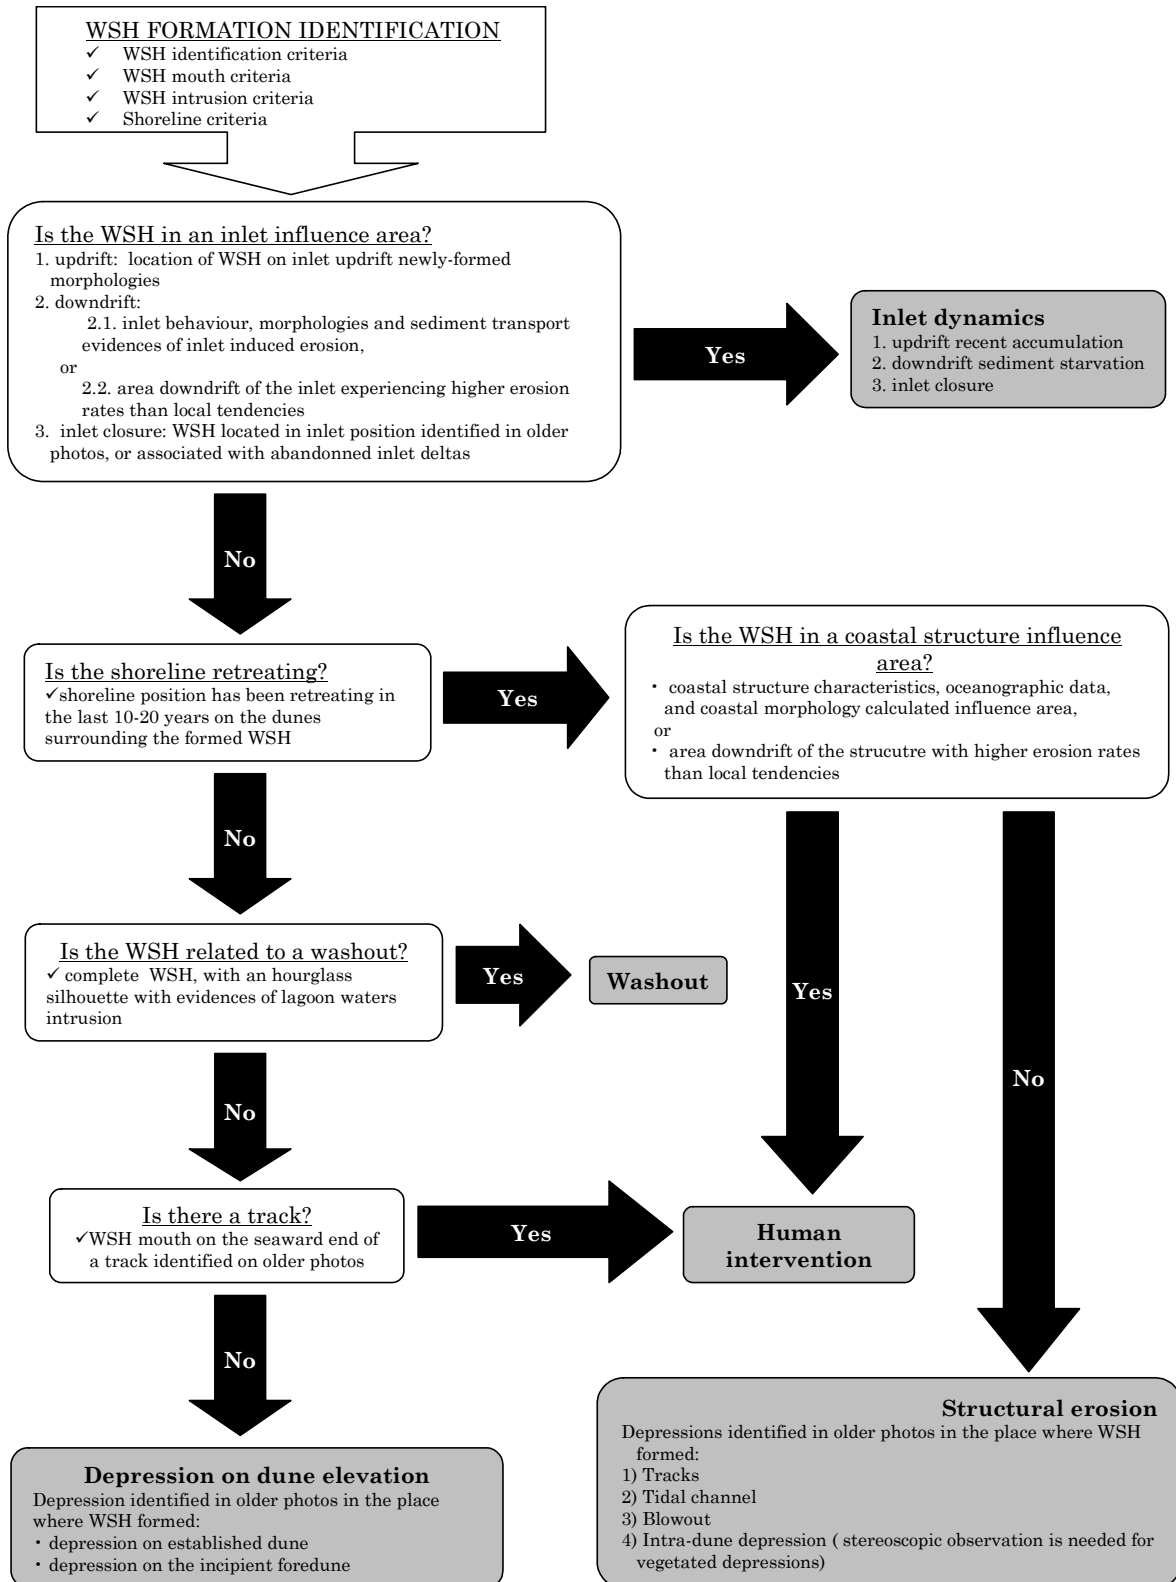 WSH FORMATION IDENTIFICATION
✓ WSH identification criteria
✓ WSH mouth criteria
✓ WSH intrusion criteria
✓ Shoreline criteria
Is the WSH in an inlet influence area?
1. updrift: location of WSH on inlet updrift newly-formed
morphologies
2. downdrift:
2.1. inlet behaviour, morphologies and sediment transport
evidences of inlet induced erosion,
or
2.2. area downdrift of the inlet experiencing higher erosion
rates than local tendencies
3. inlet closure: WSH located in inlet position identified in older
photos, or associated with abandonned inlet deltas
Yes
Inlet dynamics
1. updrift recent accumulation
2. downdrift sediment starvation
3. inlet closure
No
Is the shoreline retreating?
✓shoreline position has been retreating in
the last 10-20 years on the dunes
surrounding the formed WSH
Yes
Is the WSH in a coastal structure influence
area?
• coastal structure characteristics, oceanographic data,
and coastal morphology calculated influence area,
or
• area downdrift of the strucutre with higher erosion rates
than local tendencies
No
Is the WSH related to a washout?
✓ complete WSH, with an hourglass
silhouette with evidences of lagoon waters
intrusion
Yes
Washout
Yes
No
No
Is there a track?
✓WSH mouth on the seaward end of
a track identified on older photos
Yes
Human
intervention
No
Depression on dune elevation
Depression identified in older photos in the place
where WSH formed:
• depression on established dune
• depression on the incipient foredune
Structural erosion
Depressions identified in older photos in the place where WSH
formed:
1) Tracks
2) Tidal channel
3) Blowout
4) Intra-dune depression ( stereoscopic observation is needed for
vegetated depressions)